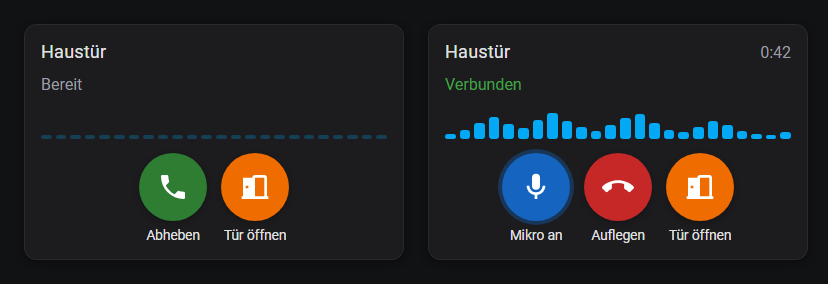 Haustür
Bereit
Abheben
Tür öffnen
Haustür
0:42
Verbunden
Mikro an
Auflegen
Tür öffnen